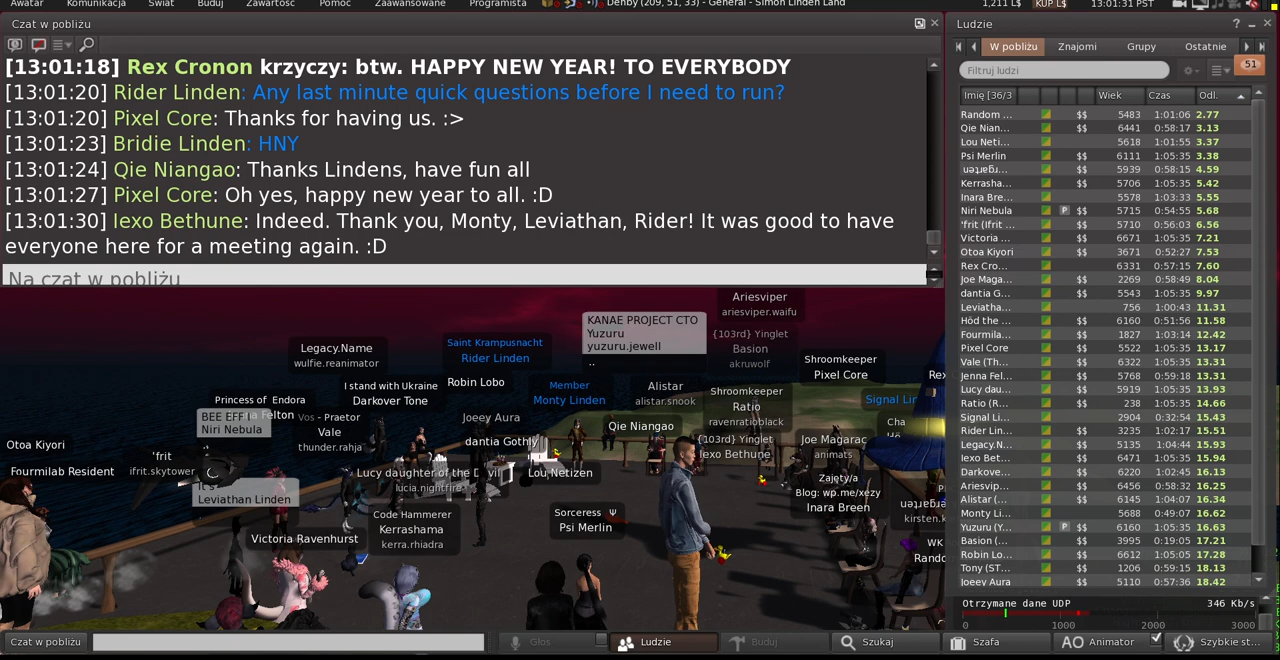 Awatar Komunikacja Świat Buduj Zawartość Pomoc Zaawansowane Programista Denby (209, 51, 33) - General - Simon Linden Land 1,211 L$ KUP L$ 13:01:31 PST
Czat w pobliżu
[13:01:18] Rex Cronon krzyczy: btw. HAPPY NEW YEAR! TO EVERYBODY
[13:01:20] Rider Linden: Any last minute quick questions before I need to run?
[13:01:20] Pixel Core: Thanks for having us. :>
[13:01:23] Bridie Linden: HNY
[13:01:24] Qie Niangao: Thanks Lindens, have fun all
[13:01:27] Pixel Core: Oh yes, happy new year to all. :D
[13:01:30] Iexo Bethune: Indeed. Thank you, Monty, Leviathan, Rider! It was good to have
everyone here for a meeting again. :D
Na czat w pobliżu
Ariesviper
ariesviper.waifu
KANAE PROJECT CTO
Yuzuru
yuzuru.jewell
..
{103rd} Yinglet
Basion
akruwolf
Saint Krampusnacht
Rider Linden
Legacy.Name
wulfie.reanimator
Shroomkeeper
Pixel Core
Rex
I stand with Ukraine
Darkover Tone
Robin Lobo
Member
Monty Linden
Alistar
alistar.snook
Shroomkeeper
Ratio
ravenratioblack
Signal Lin
Princess of Endora
Felton
BEE EFF
Niri Nebula
Vos - Praetor
Vale
thunder.rahja
Joeey Aura
Qie Niangao
dantia Gothly
{103rd} Yinglet
Iexo Bethune
Joe Magarac
animats
Cha
Otoa Kiyori
Fourmilab Resident
'frit
ifrit.skytower
Leviathan Linden
Lucy daughter of the Devil
lucia.nightfire
Lou Netizen
Zajęty/a
Blog: wp.me/xezy
Inara Breen
Code Hammerer
Kerrashama
kerra.rhiadra
Sorceress Ψ
Psi Merlin
Victoria Ravenhurst
kirsten.k
WK
Rando
Ludzie
W pobliżu Znajomi Grupy Ostatnie
Filtruj ludzi 51
Imię [36/3 Wiek Czas Odl.
Random ... $$ 5483 1:01:06 2.77
Qie Nian... $$ 6441 0:58:17 3.13
Lou Neti... 5618 1:01:55 3.37
Psi Merlin $$ 6111 1:05:35 3.38
$$ 5939 0:58:15 4.59
Kerrasha... $$ 5706 1:05:35 5.42
Inara Bre... 5578 1:03:33 5.55
Niri Nebula P $$ 5715 0:54:55 5.68
'frit (Ifrit ... $$ 5710 0:56:03 6.56
Victoria ... $$ 6671 1:05:35 7.21
Otoa Kiyori $$ 3671 0:52:27 7.53
Rex Cro... 6331 0:57:15 7.60
Joe Maga... $$ 2269 0:58:49 8.04
dantia G... $$ 5543 1:05:35 9.97
Leviatha... 756 1:00:43 11.31
Höd the ... $$ 6160 0:51:56 11.58
Fourmila... $$ 1827 1:03:14 12.42
Pixel Core $$ 5522 1:05:35 13.17
Vale (Th... $$ 6332 1:05:35 13.31
Jenna Fel... $$ 5768 0:59:18 13.31
Lucy dau... $$ 5919 1:05:35 13.93
Ratio (R... $$ 238 1:05:35 14.66
Signal Li... 2904 0:32:54 15.43
Rider Lin... $$ 3235 1:02:17 15.51
Legacy.N... $$ 5135 1:04:44 15.93
Iexo Bet... $$ 6471 1:05:35 15.94
Darkove... $$ 6220 1:02:45 16.13
Ariesvip... $$ 6456 0:58:32 16.25
Alistar (... $$ 6145 1:04:07 16.34
Monty Li... 5688 0:49:07 16.62
Yuzuru (Y... P $$ 6160 1:05:35 16.63
Basion (... $$ 3995 0:19:05 17.21
Robin Lo... $$ 6612 1:05:05 17.28
Tony (ST... $$ 1206 0:59:15 18.13
Joeey Aura $$ 5110 0:57:36 18.42
Otrzymane dane UDP 346 Kb/s
0 1000 2000 3000
Czat w pobliżu Głos Ludzie Buduj Szukaj Szafa AO Animator Szybkie st...